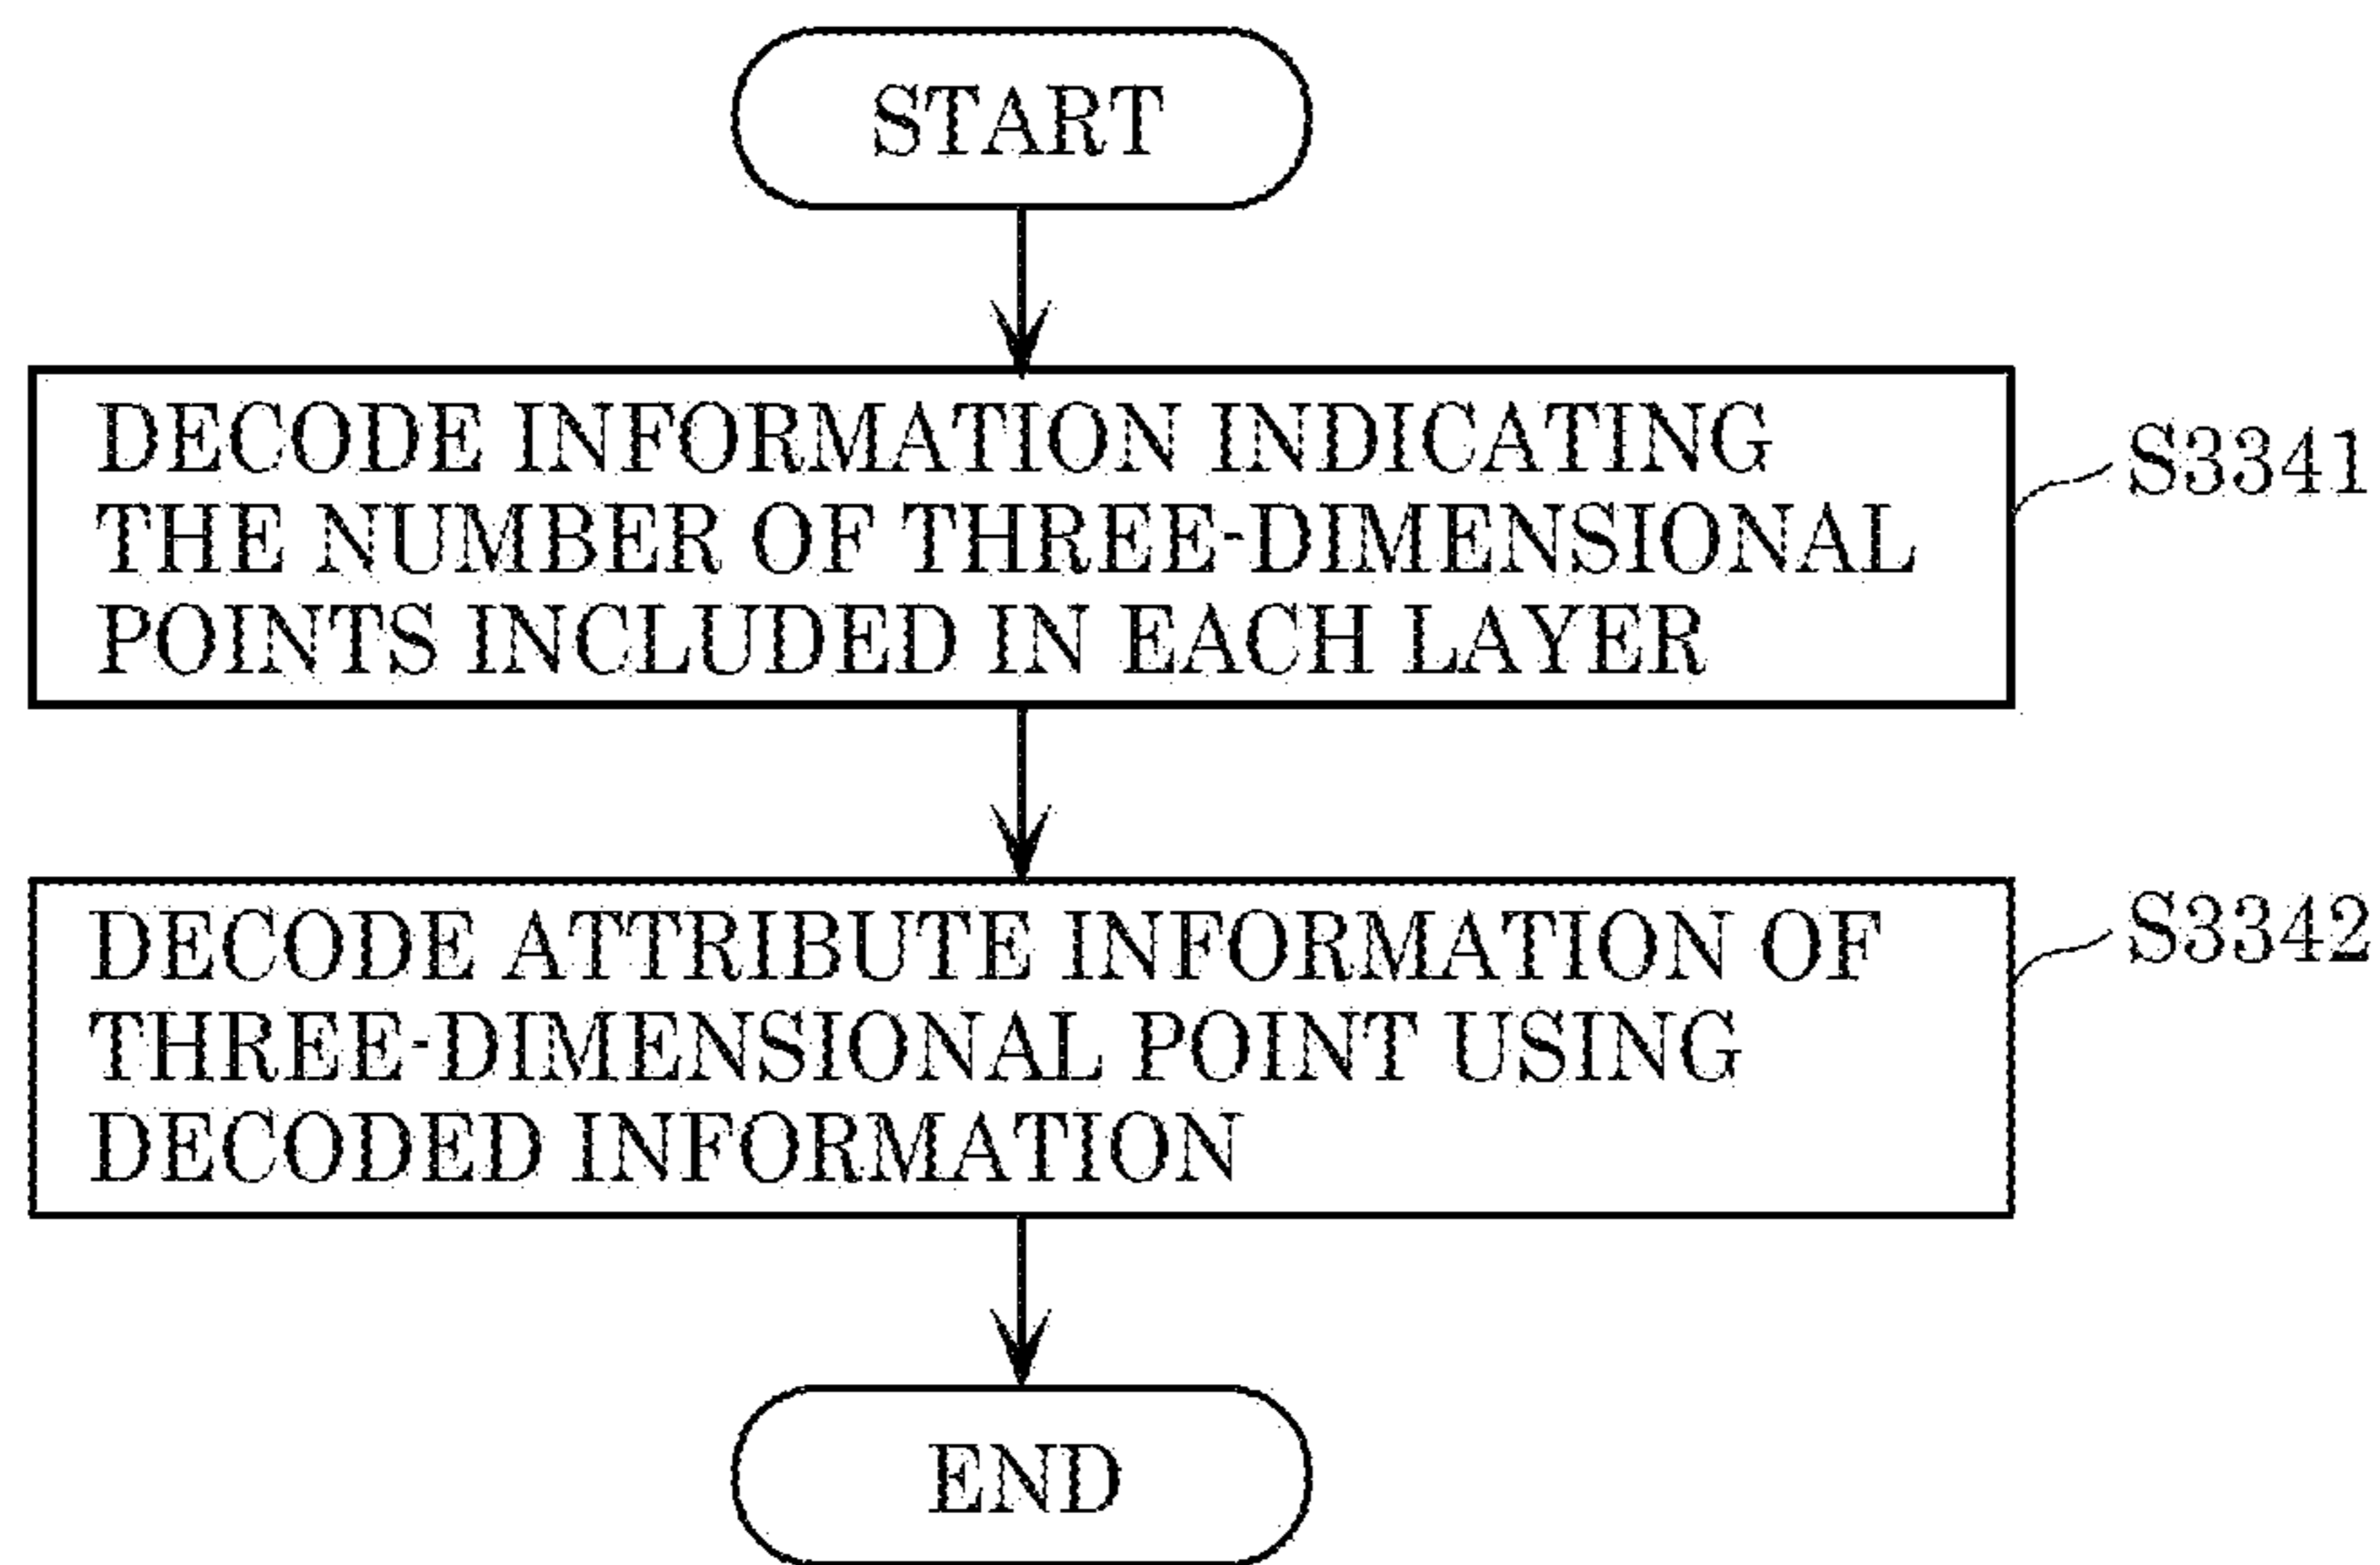 START
DECODE INFORMATION INDICATING
THE NUMBER OF THREE-DIMENSIONAL
POINTS INCLUDED IN EACH LAYER
S3341
DECODE ATTRIBUTE INFORMATION OF
THREE-DIMENSIONAL POINT USING
DECODED INFORMATION
S3342
END